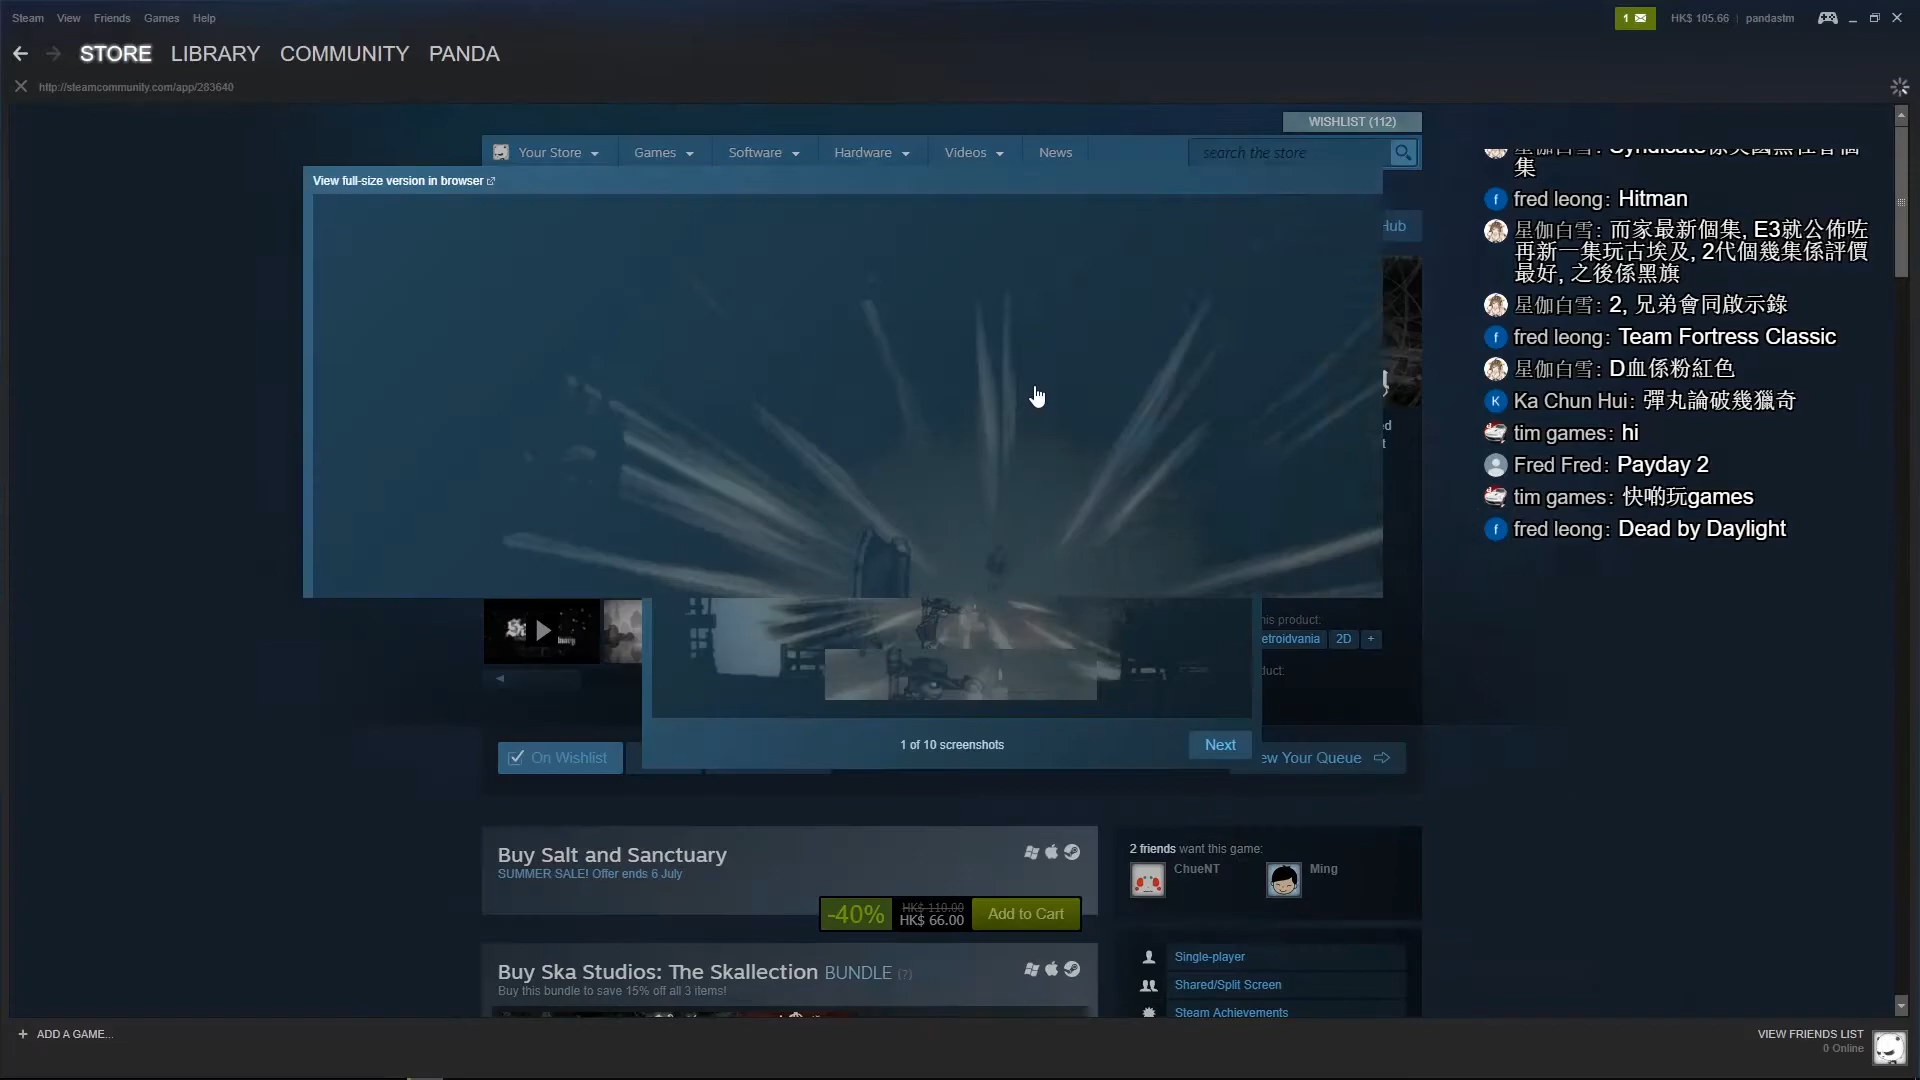 Steam View Friends Games Help
1 HK$ 105.66 | pandastm
STORE LIBRARY COMMUNITY PANDA
http://steamcommunity.com/app/283640
WISHLIST (112)
Your Store Games Software Hardware Videos News
search the store
View full-size version in browser
Hub
1 of 10 screenshots
Next
On Wishlist
ew Your Queue
his product:
etroidvania 2D +
duct:
Buy Salt and Sanctuary
SUMMER SALE! Offer ends 6 July
-40% HK$ 110.00 HK$ 66.00 Add to Cart
Buy Ska Studios: The Skallection BUNDLE (?)
Buy this bundle to save 15% off all 3 items!
2 friends want this game:
ChueNT Ming
Single-player
Shared/Split Screen
Steam Achievements
集
fred leong: Hitman
星伽白雪: 而家最新個集, E3就公佈咗
再新一集玩古埃及, 2代個幾集係評價
最好, 之後係黑旗
星伽白雪: 2, 兄弟會同啟示錄
fred leong: Team Fortress Classic
星伽白雪: D血係粉紅色
Ka Chun Hui: 彈丸論破幾獵奇
tim games: hi
Fred Fred: Payday 2
tim games: 快啲玩games
fred leong: Dead by Daylight
+ ADD A GAME...
VIEW FRIENDS LIST
0 Online